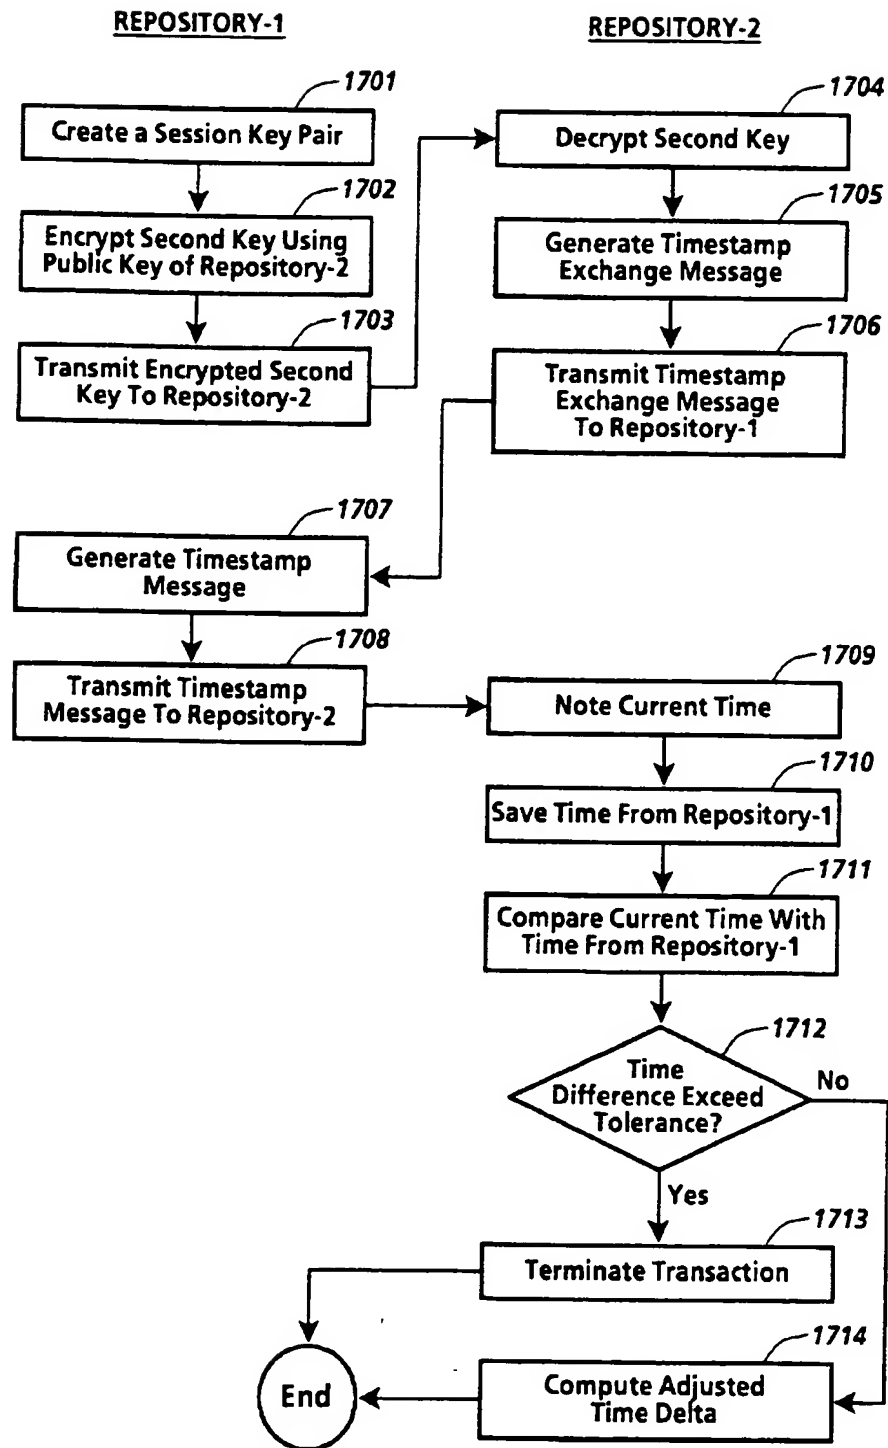 REPOSITORY-1
REPOSITORY-2
1701
Create a Session Key Pair
1702
Encrypt Second Key Using
Public Key of Repository-2
1703
Transmit Encrypted Second
Key To Repository-2
1704
Decrypt Second Key
1705
Generate Timestamp
Exchange Message
1706
Transmit Timestamp
Exchange Message
To Repository-1
1707
Generate Timestamp
Message
1708
Transmit Timestamp
Message To Repository-2
1709
Note Current Time
1710
Save Time From Repository-1
1711
Compare Current Time With
Time From Repository-1
1712
Time
Difference Exceed
Tolerance?
No
Yes
1713
Terminate Transaction
1714
Compute Adjusted
Time Delta
End